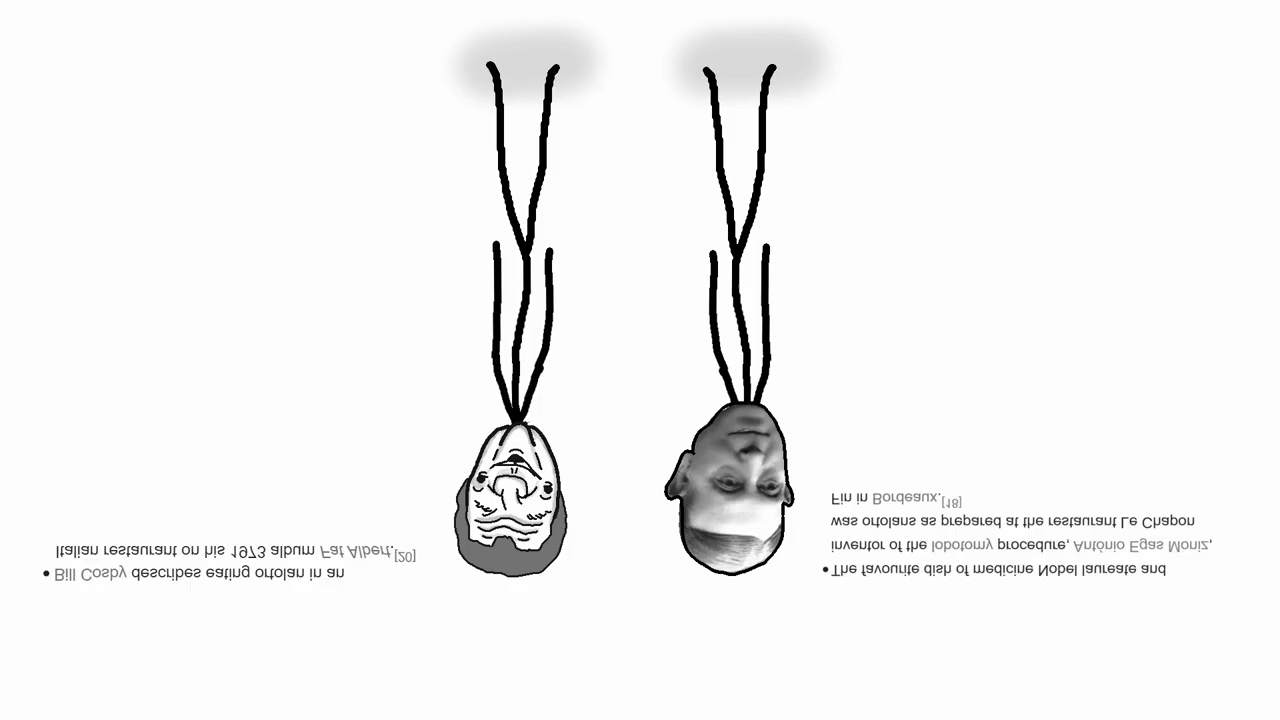 • Bill Cosby describes eating ortolan in an
Italian restaurant on his 1973 album Fat Albert.[20]
• The favourite dish of medicine Nobel laureate and
inventor of the lobotomy procedure, António Egas Moniz,
was ortolans as prepared at the restaurant Le Chapon
Fin in Bordeaux.[18]